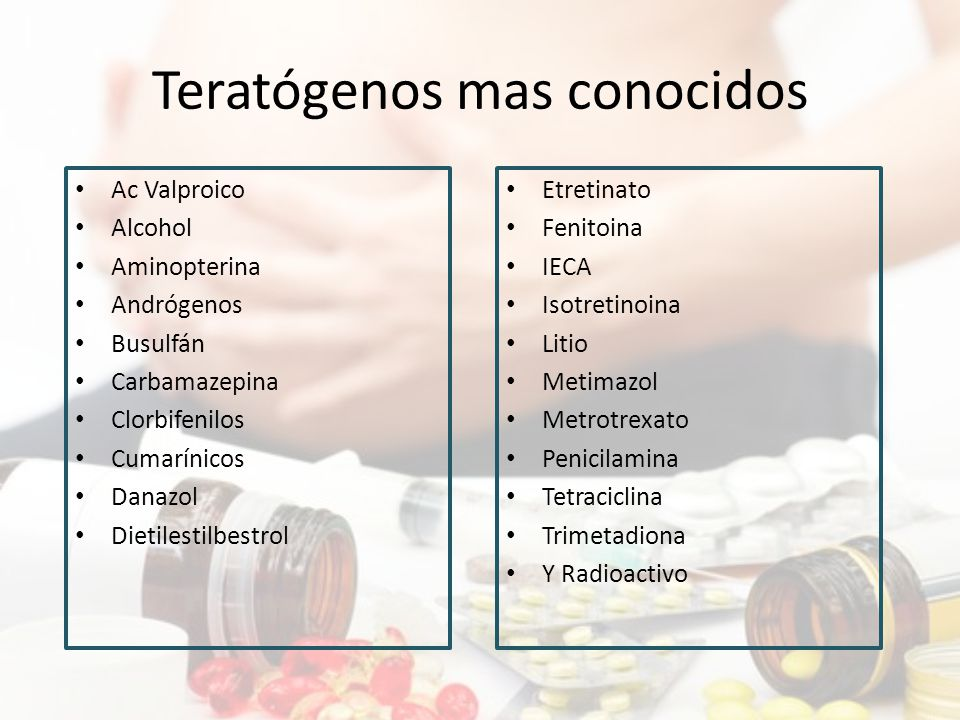 Teratógenos mas conocidos
• Ac Valproico
• Alcohol
• Aminopterina
• Andrógenos
• Busulfán
• Carbamazepina
• Clorbifenilos
• Cumarínicos
• Danazol
• Dietilestilbestrol
• Etretinato
• Fenitoina
• IECA
• Isotretinoina
• Litio
• Metimazol
• Metrotrexato
• Penicilamina
• Tetraciclina
• Trimetadiona
• Y Radioactivo